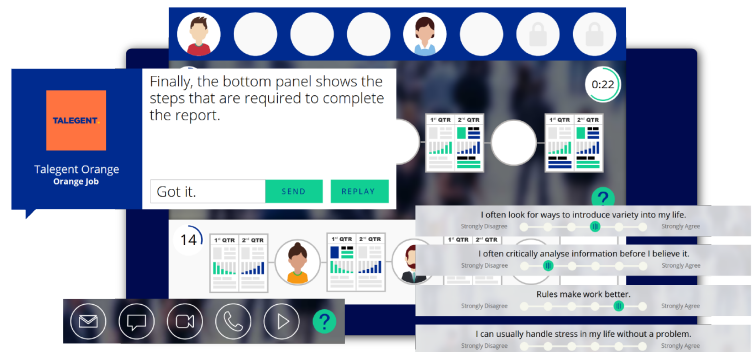 0:22
TALEGENT
Talegent Orange
Orange Job
Finally, the bottom panel shows the
steps that are required to complete
the report.
Got it.
SEND
REPLAY
1st QTR 2nd QTR
1st QTR 2nd QTR
?
14
1st QTR 2nd QTR
1st QTR 2nd QTR
1st QTR 2nd QTR
?
I often look for ways to introduce variety into my life.
Strongly Disagree
Strongly Agree
I often critically analyse information before I believe it.
Strongly Disagree
Strongly Agree
Rules make work better.
Strongly Disagree
Strongly Agree
I can usually handle stress in my life without a problem.
Strongly Disagree
Strongly Agree